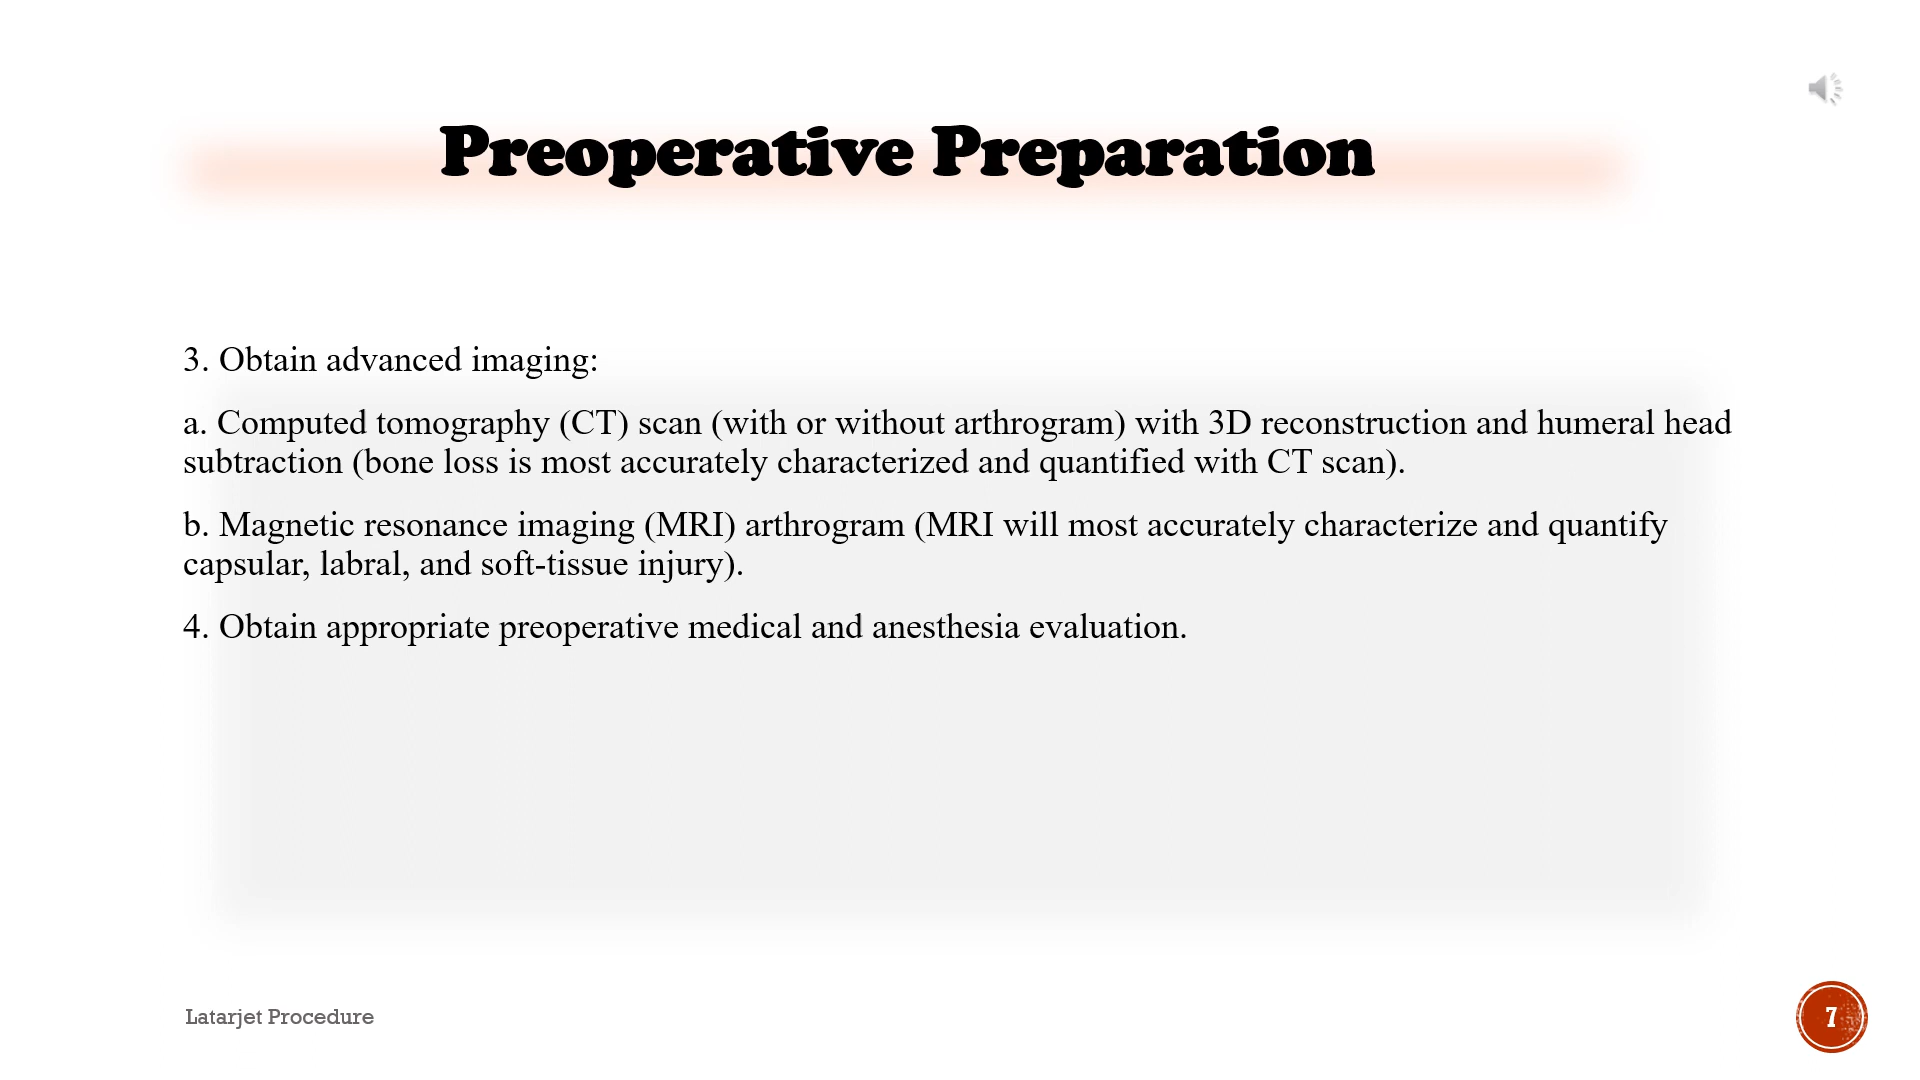 Preoperative Preparation
3. Obtain advanced imaging:
a. Computed tomography (CT) scan (with or without arthrogram) with 3D reconstruction and humeral head
subtraction (bone loss is most accurately characterized and quantified with CT scan).
b. Magnetic resonance imaging (MRI) arthrogram (MRI will most accurately characterize and quantify
capsular, labral, and soft-tissue injury).
4. Obtain appropriate preoperative medical and anesthesia evaluation.
Latarjet Procedure
7